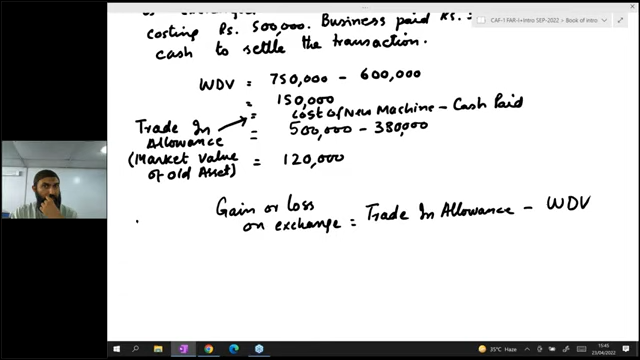 CAF-1 FAR-I+Intro SEP-2022 > Book of intro
costing Rs. 500,000. Business paid Rs.
cash to settle the transaction.
WDV = 750,000 - 600,000
= 150,000
Trade In Allowance (Market Value of Old Asset)
= Cost of New Machine - Cash Paid
= 500,000 - 380,000
= 120,000
Gain or Loss
on exchange = Trade In Allowance - WDV
35°C Haze
15:45
23/04/2022